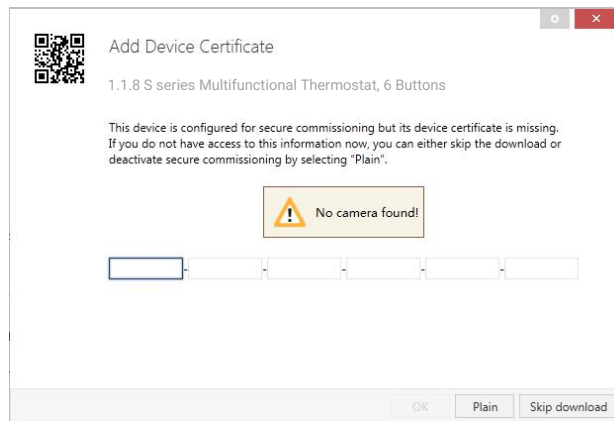 Add Device Certificate
1.1.8 S series Multifunctional Thermostat, 6 Buttons
This device is configured for secure commissioning but its device certificate is missing.
If you do not have access to this information now, you can either skip the download or
deactivate secure commissioning by selecting "Plain".
No camera found!
- - - - -
OK Plain Skip download